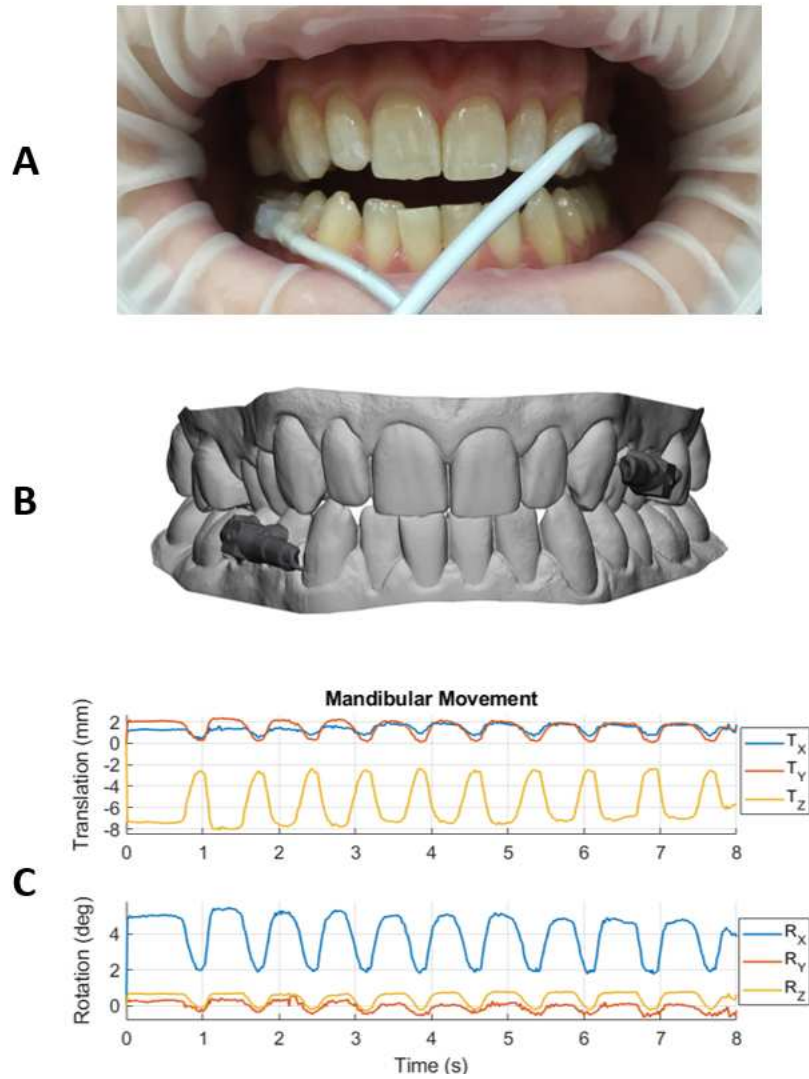 A
B
C
Mandibular Movement
Translation (mm)
2
0
-2
-4
-6
-8
0 1 2 3 4 5 6 7 8
T_X
T_Y
T_Z
Rotation (deg)
4
2
0
0 1 2 3 4 5 6 7 8
Time (s)
R_X
R_Y
R_Z